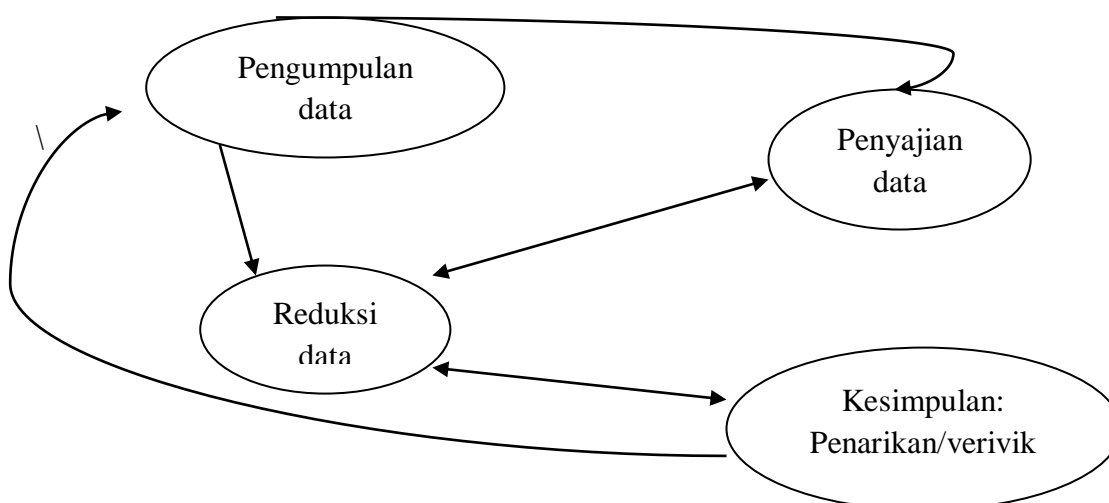 Pengumpulan
data
\
Penyajian
data
Reduksi
data
Kesimpulan:
Penarikan/verivik